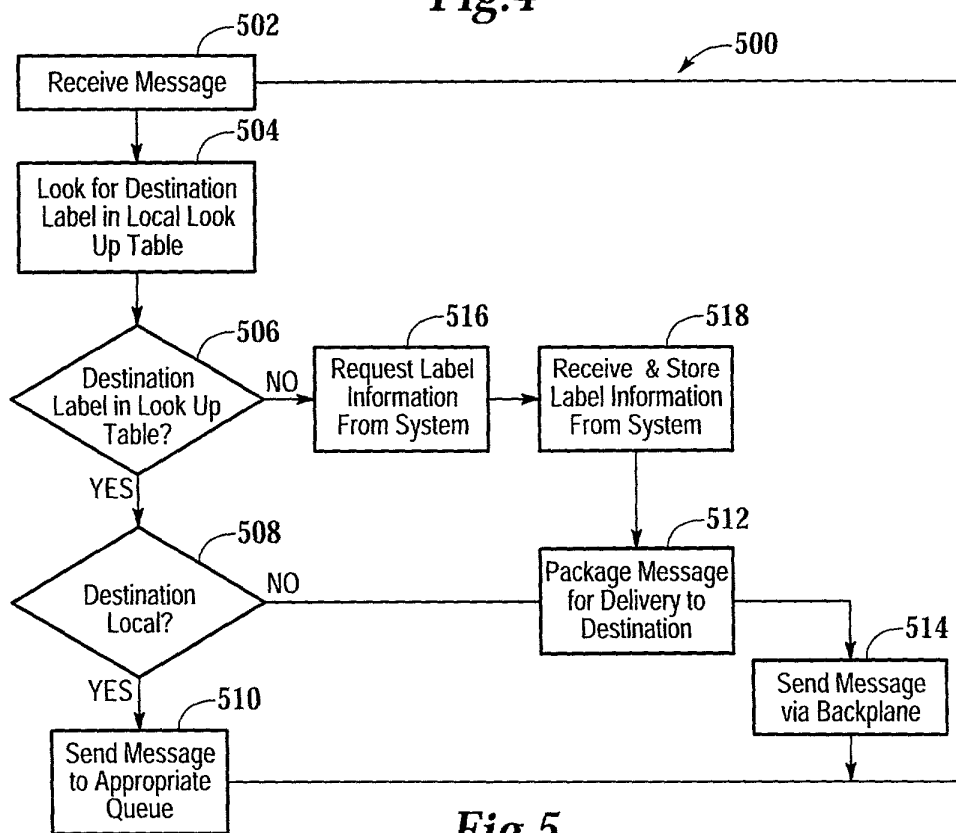 Fig.4
502
500
Receive Message
504
Look for Destination
Label in Local Look
Up Table
506
516
518
Destination
Label in Look Up
Table?
NO
Request Label
Information
From System
Receive & Store
Label Information
From System
YES
508
512
Destination
Local?
NO
Package Message
for Delivery to
Destination
514
YES
510
Send Message
via Backplane
Send Message
to Appropriate
Queue
Fig.5